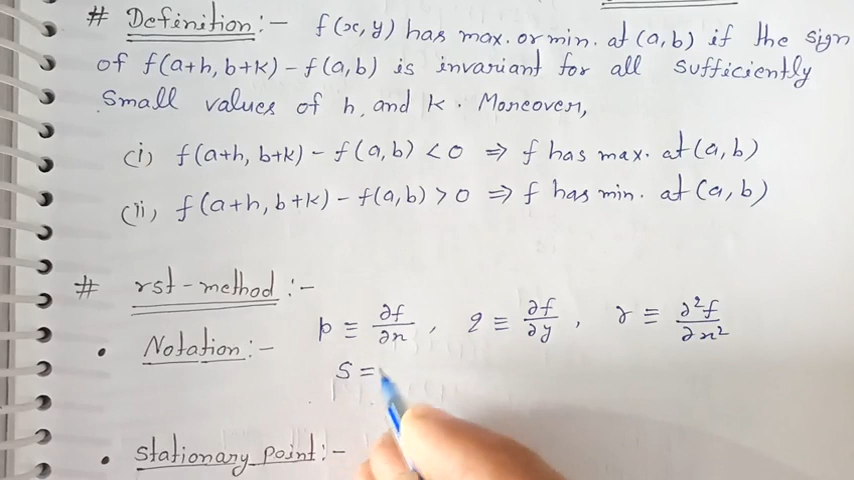 # Definition :- f(x,y) has max. or min. at (a,b) if the sign
of f(a+h, b+k) - f(a,b) is invariant for all sufficiently
small values of h, and k. Moreover,
(i) f(a+h, b+k) - f(a,b) < 0 ⇒ f has max. at (a,b)
(ii) f(a+h, b+k) - f(a,b) > 0 ⇒ f has min. at (a,b)
# rst-method :-
• Notation :- p ≡ ∂f/∂x , q ≡ ∂f/∂y , r ≡ ∂²f/∂x²
S =
• Stationary point :-